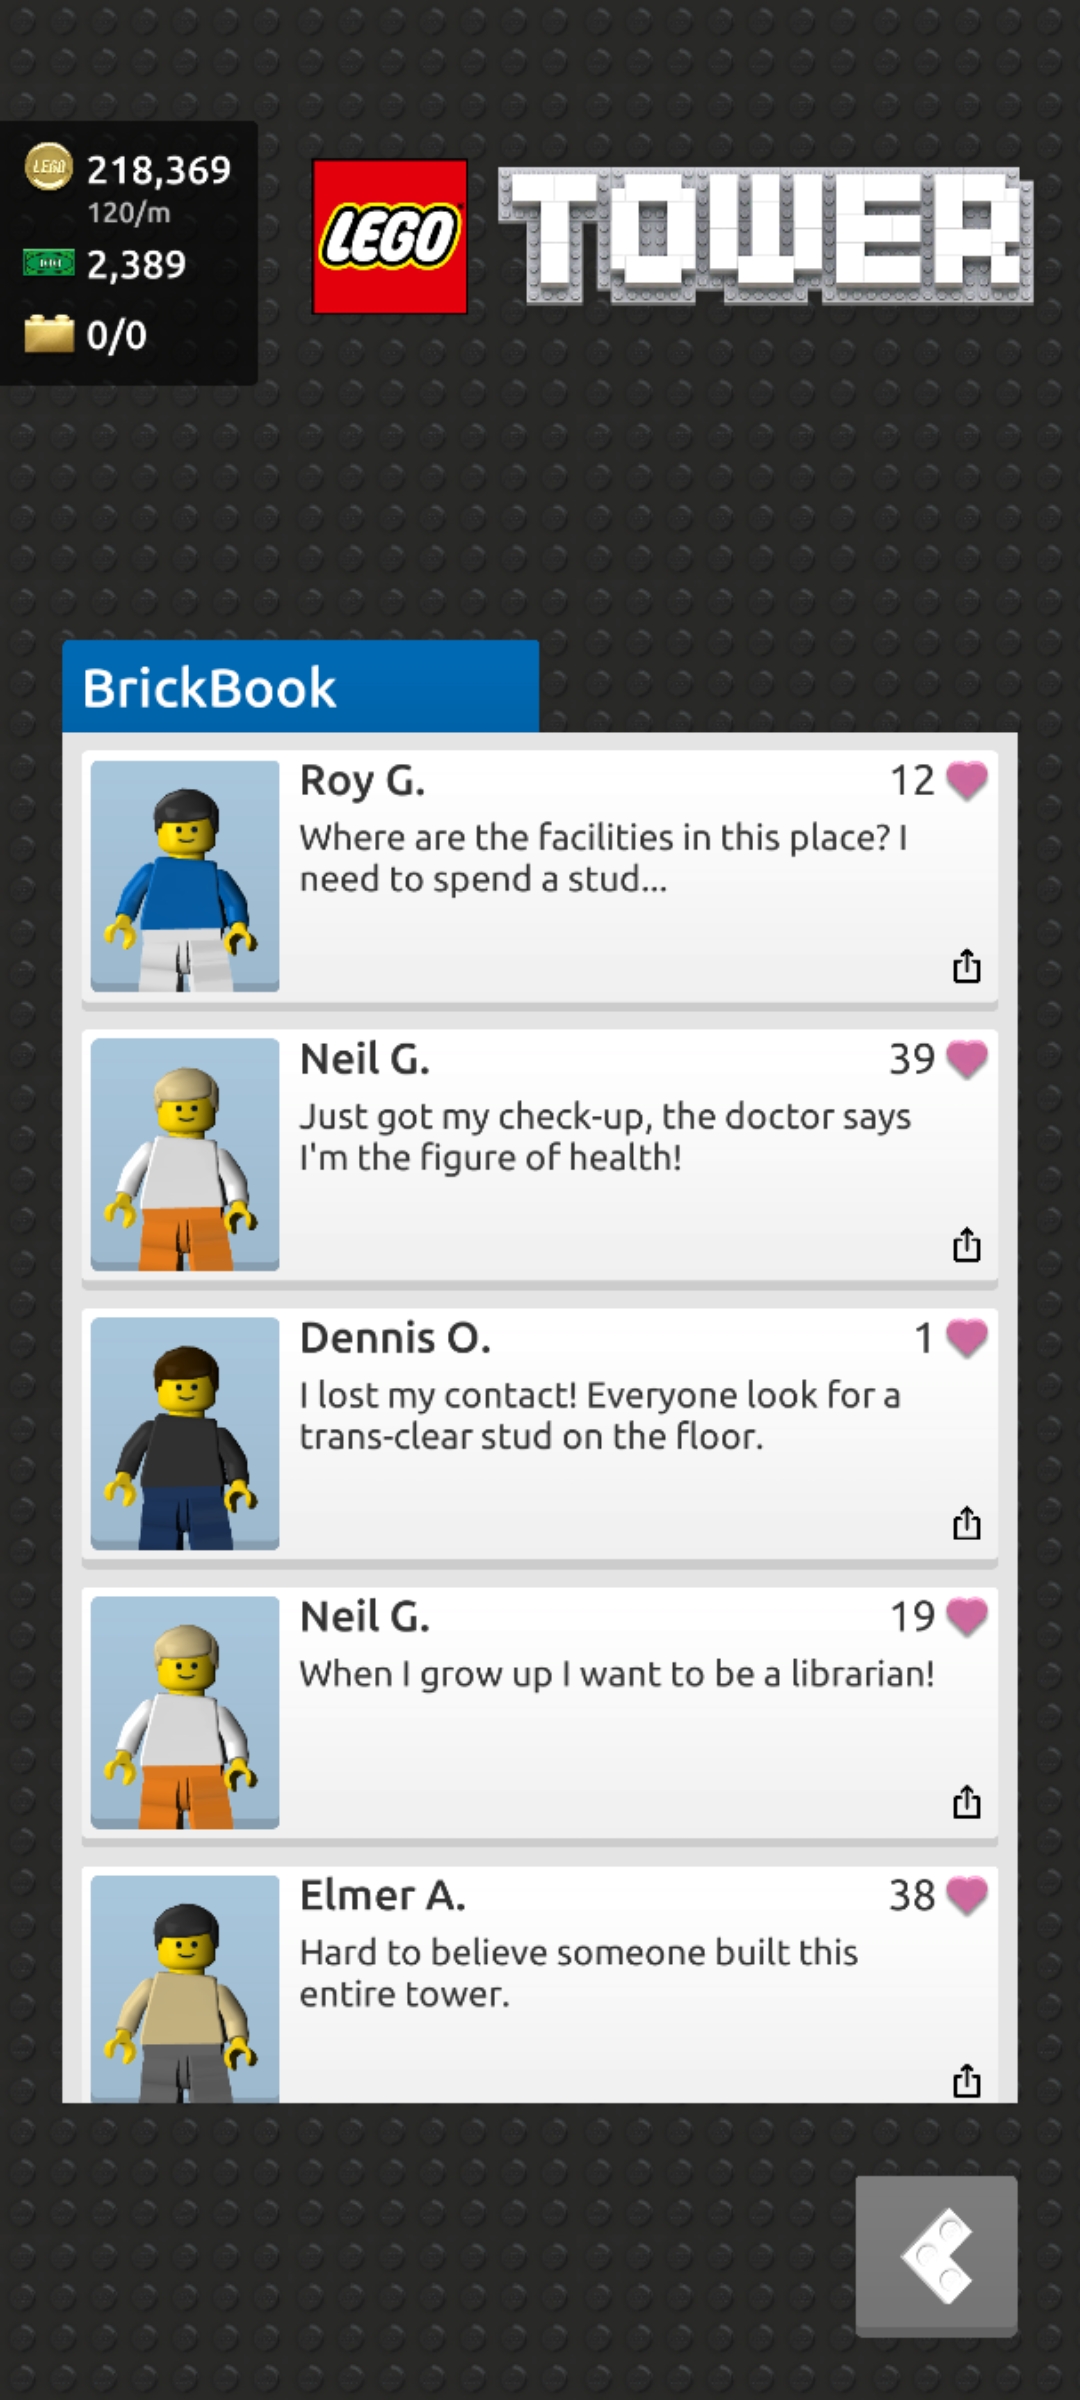 LEGO
218,369
120/m
2,389
0/0
LEGO
TOWER
BrickBook
Roy G.
12
Where are the facilities in this place? I
need to spend a stud...
Neil G.
39
Just got my check-up, the doctor says
I'm the figure of health!
Dennis O.
1
I lost my contact! Everyone look for a
trans-clear stud on the floor.
Neil G.
19
When I grow up I want to be a librarian!
Elmer A.
38
Hard to believe someone built this
entire tower.